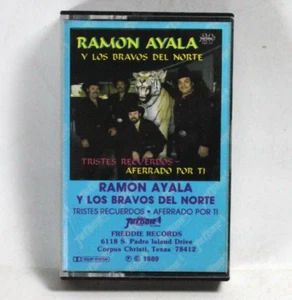 RAMON AYALA
Y LOS BRAVOS DEL NORTE
TRISTES RECUERDOS -
AFERRADO POR TI
RAMON AYALA
Y LOS BRAVOS DEL NORTE
TRISTES RECUERDOS • AFERRADO POR TI
FREDDIE RECORDS
6118 S. Padre Island Drive
Corpus Christi, Texas 78412
℗ © 1989